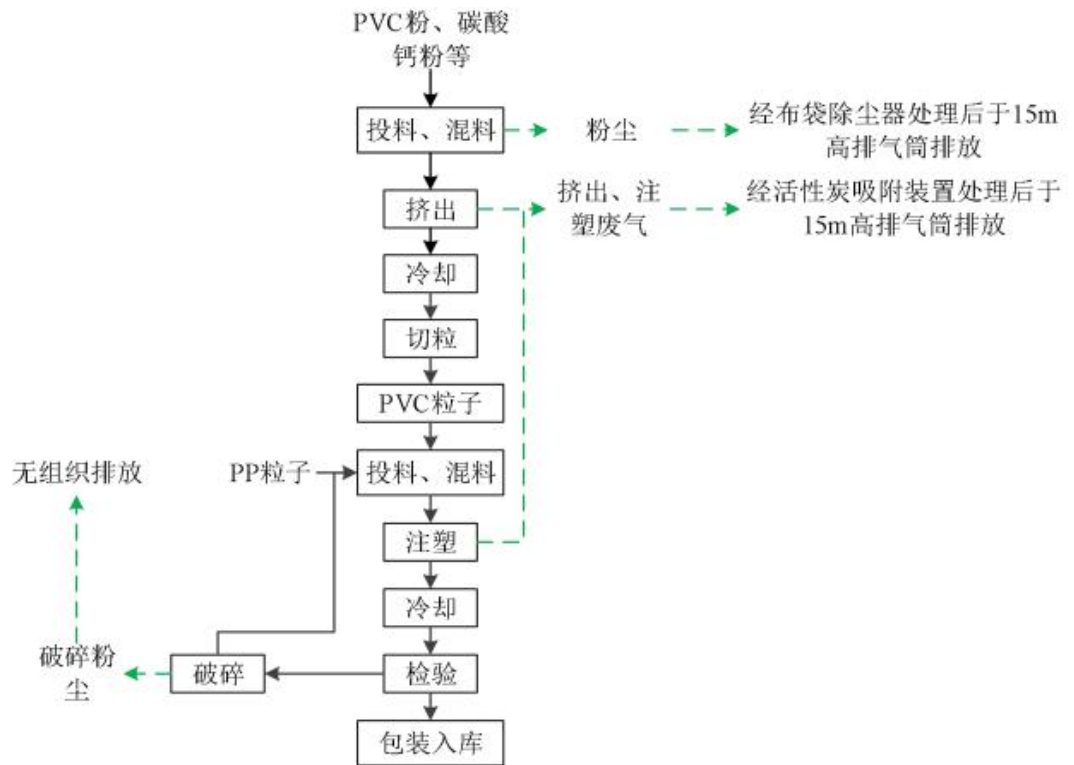 PVC粉、碳酸
钙粉等
投料、混料
粉尘
经布袋除尘器处理后于15m
高排气筒排放
挤出
挤出、注
塑废气
经活性炭吸附装置处理后于
15m高排气筒排放
冷却
切粒
PVC粒子
无组织排放
PP粒子
投料、混料
注塑
冷却
破碎粉
尘
破碎
检验
包装入库